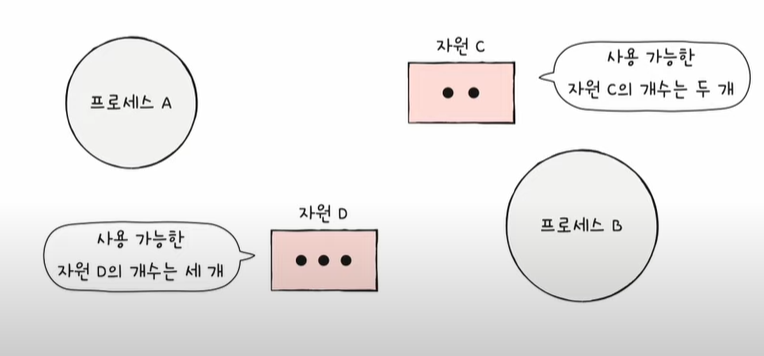 프로세스 A
자원 C
사용 가능한
자원 C의 개수는 두 개
자원 D
사용 가능한
자원 D의 개수는 세 개
프로세스 B